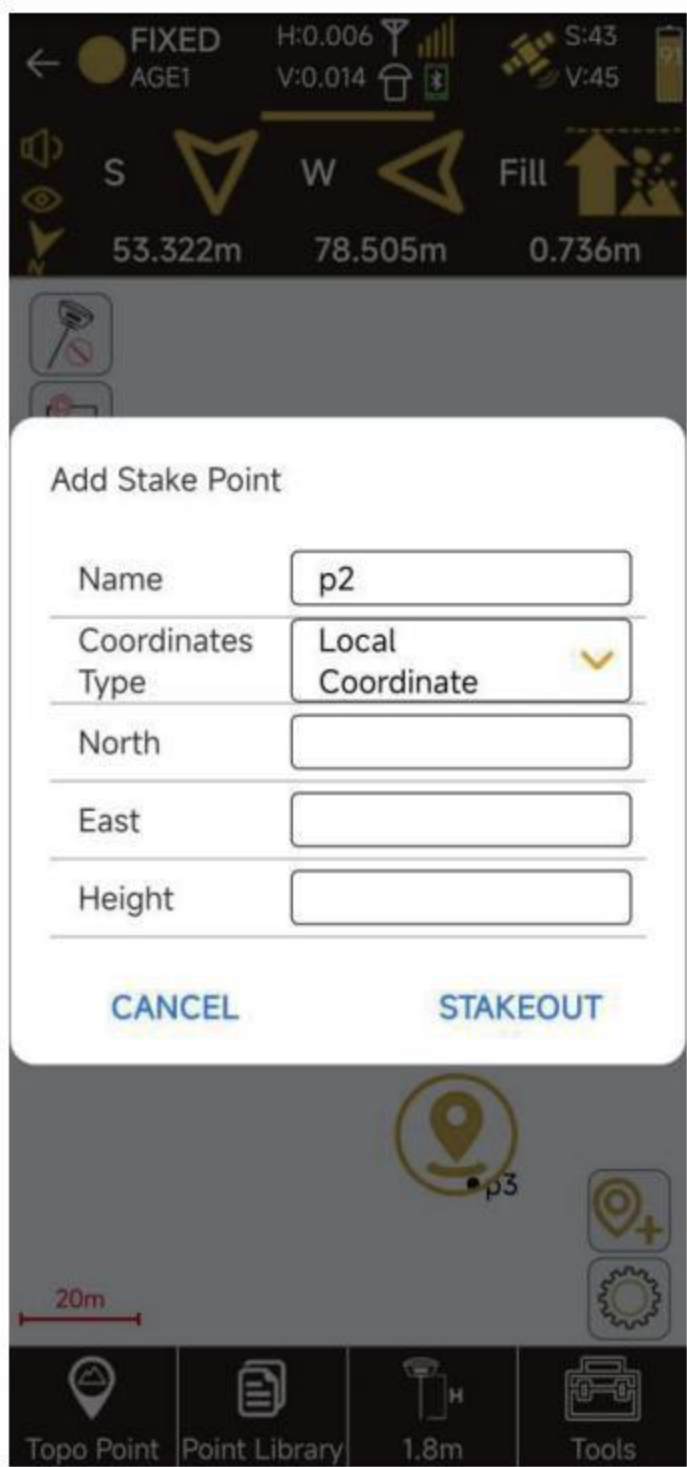 FIXED H:0.006 S:43
91
AGE1 V:0.014 V:45
S W Fill
53.322m 78.505m 0.736m
N
Add Stake Point
Name p2
Coordinates Type Local Coordinate
North
East
Height
CANCEL STAKEOUT
p3
20m
H
Topo Point Point Library 1.8m Tools